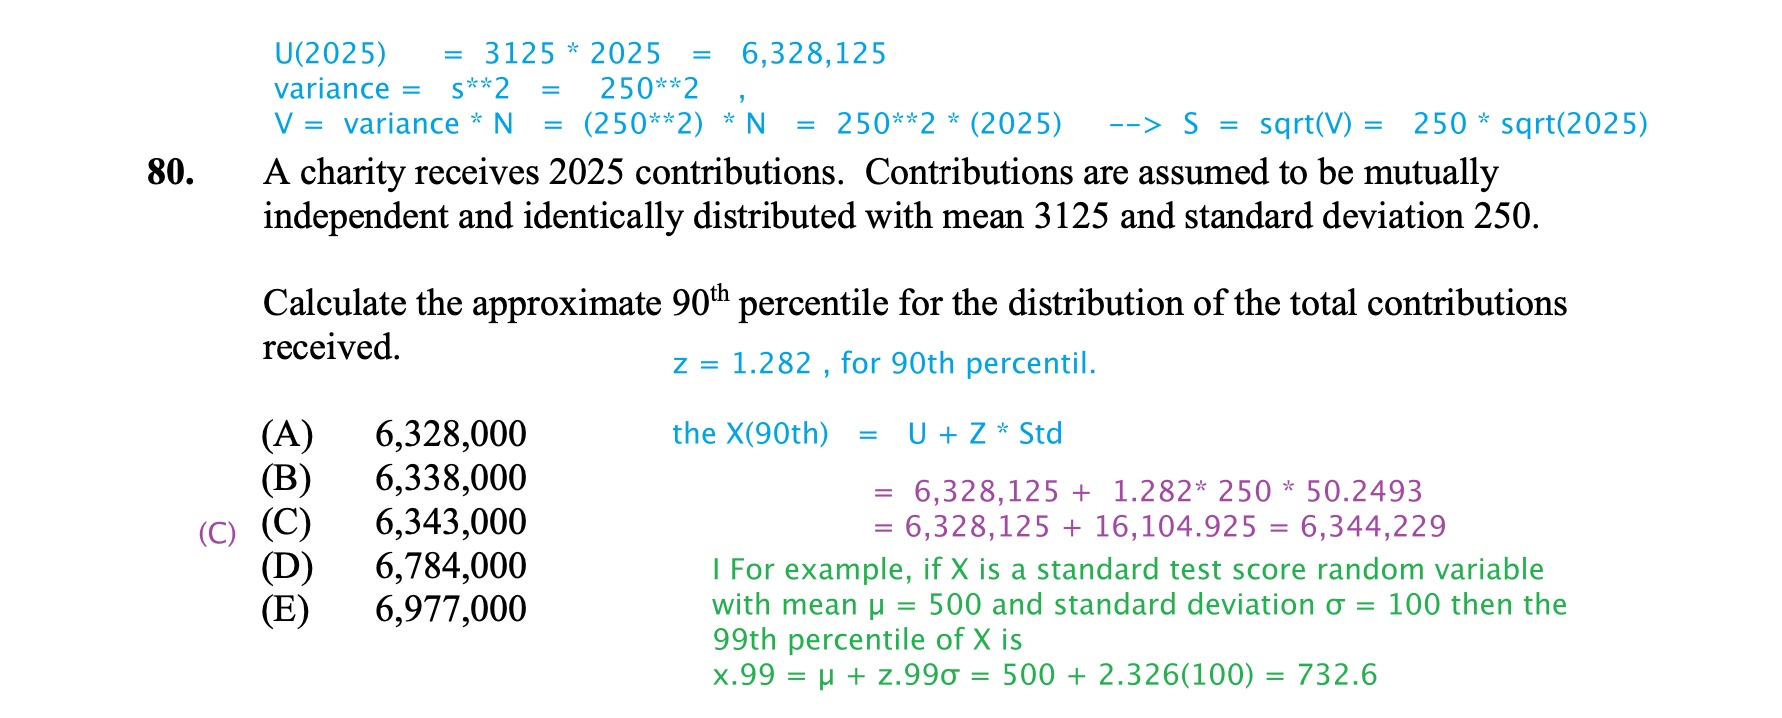 U(2025) = 3125 * 2025 = 6,328,125
variance = s**2 = 250**2 ,
V = variance * N = (250**2) * N = 250**2 * (2025) --> S = sqrt(V) = 250 * sqrt(2025)
80. A charity receives 2025 contributions. Contributions are assumed to be mutually
independent and identically distributed with mean 3125 and standard deviation 250.
Calculate the approximate 90th percentile for the distribution of the total contributions
received.
z = 1.282 , for 90th percentil.
(A) 6,328,000
the X(90th) = U + Z * Std
(B) 6,338,000
= 6,328,125 + 1.282* 250 * 50.2493
(C) (C) 6,343,000
= 6,328,125 + 16,104.925 = 6,344,229
(D) 6,784,000
(E) 6,977,000
I For example, if X is a standard test score random variable
with mean µ = 500 and standard deviation σ = 100 then the
99th percentile of X is
x.99 = µ + z.99σ = 500 + 2.326(100) = 732.6